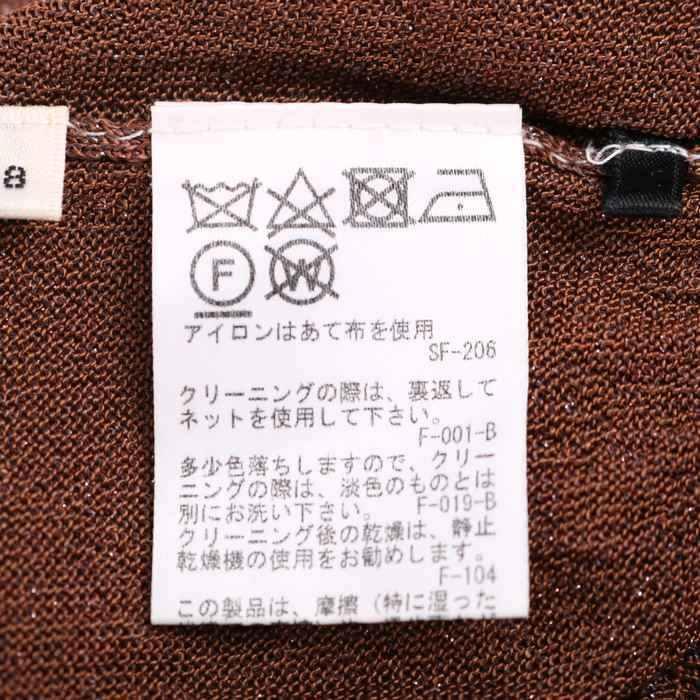 8
F W
アイロンはあて布を使用
SF-206
クリーニングの際は、裏返して
ネットを使用して下さい。
F-001-B
多少色落ちしますので、クリー
ニングの際は、淡色のものとは
別にお洗い下さい。
F-019-B
クリーニング後の乾燥は、静止
乾燥機の使用をお勧めします。
F-104
この製品は、摩擦（特に湿った